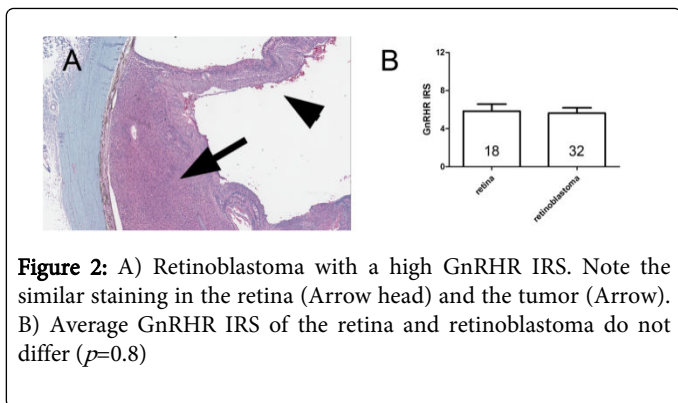 A
B
GnRHR IRS
12
8
4
0
18
32
retina
retinoblastoma
Figure 2: A) Retinoblastoma with a high GnRHR IRS. Note the
similar staining in the retina (Arrow head) and the tumor (Arrow).
B) Average GnRHR IRS of the retina and retinoblastoma do not
differ (p=0.8)